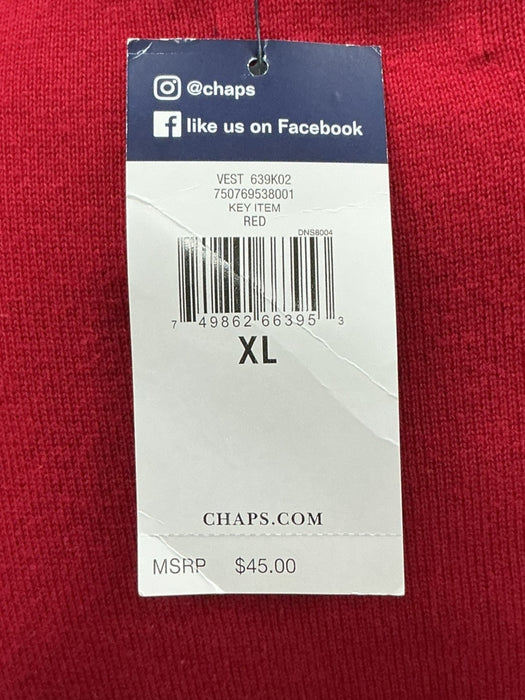 @chaps
like us on Facebook
VEST 639K02
750769538001
KEY ITEM
RED
DNS8004
7 49862 66395 3
XL
CHAPS.COM
MSRP $45.00